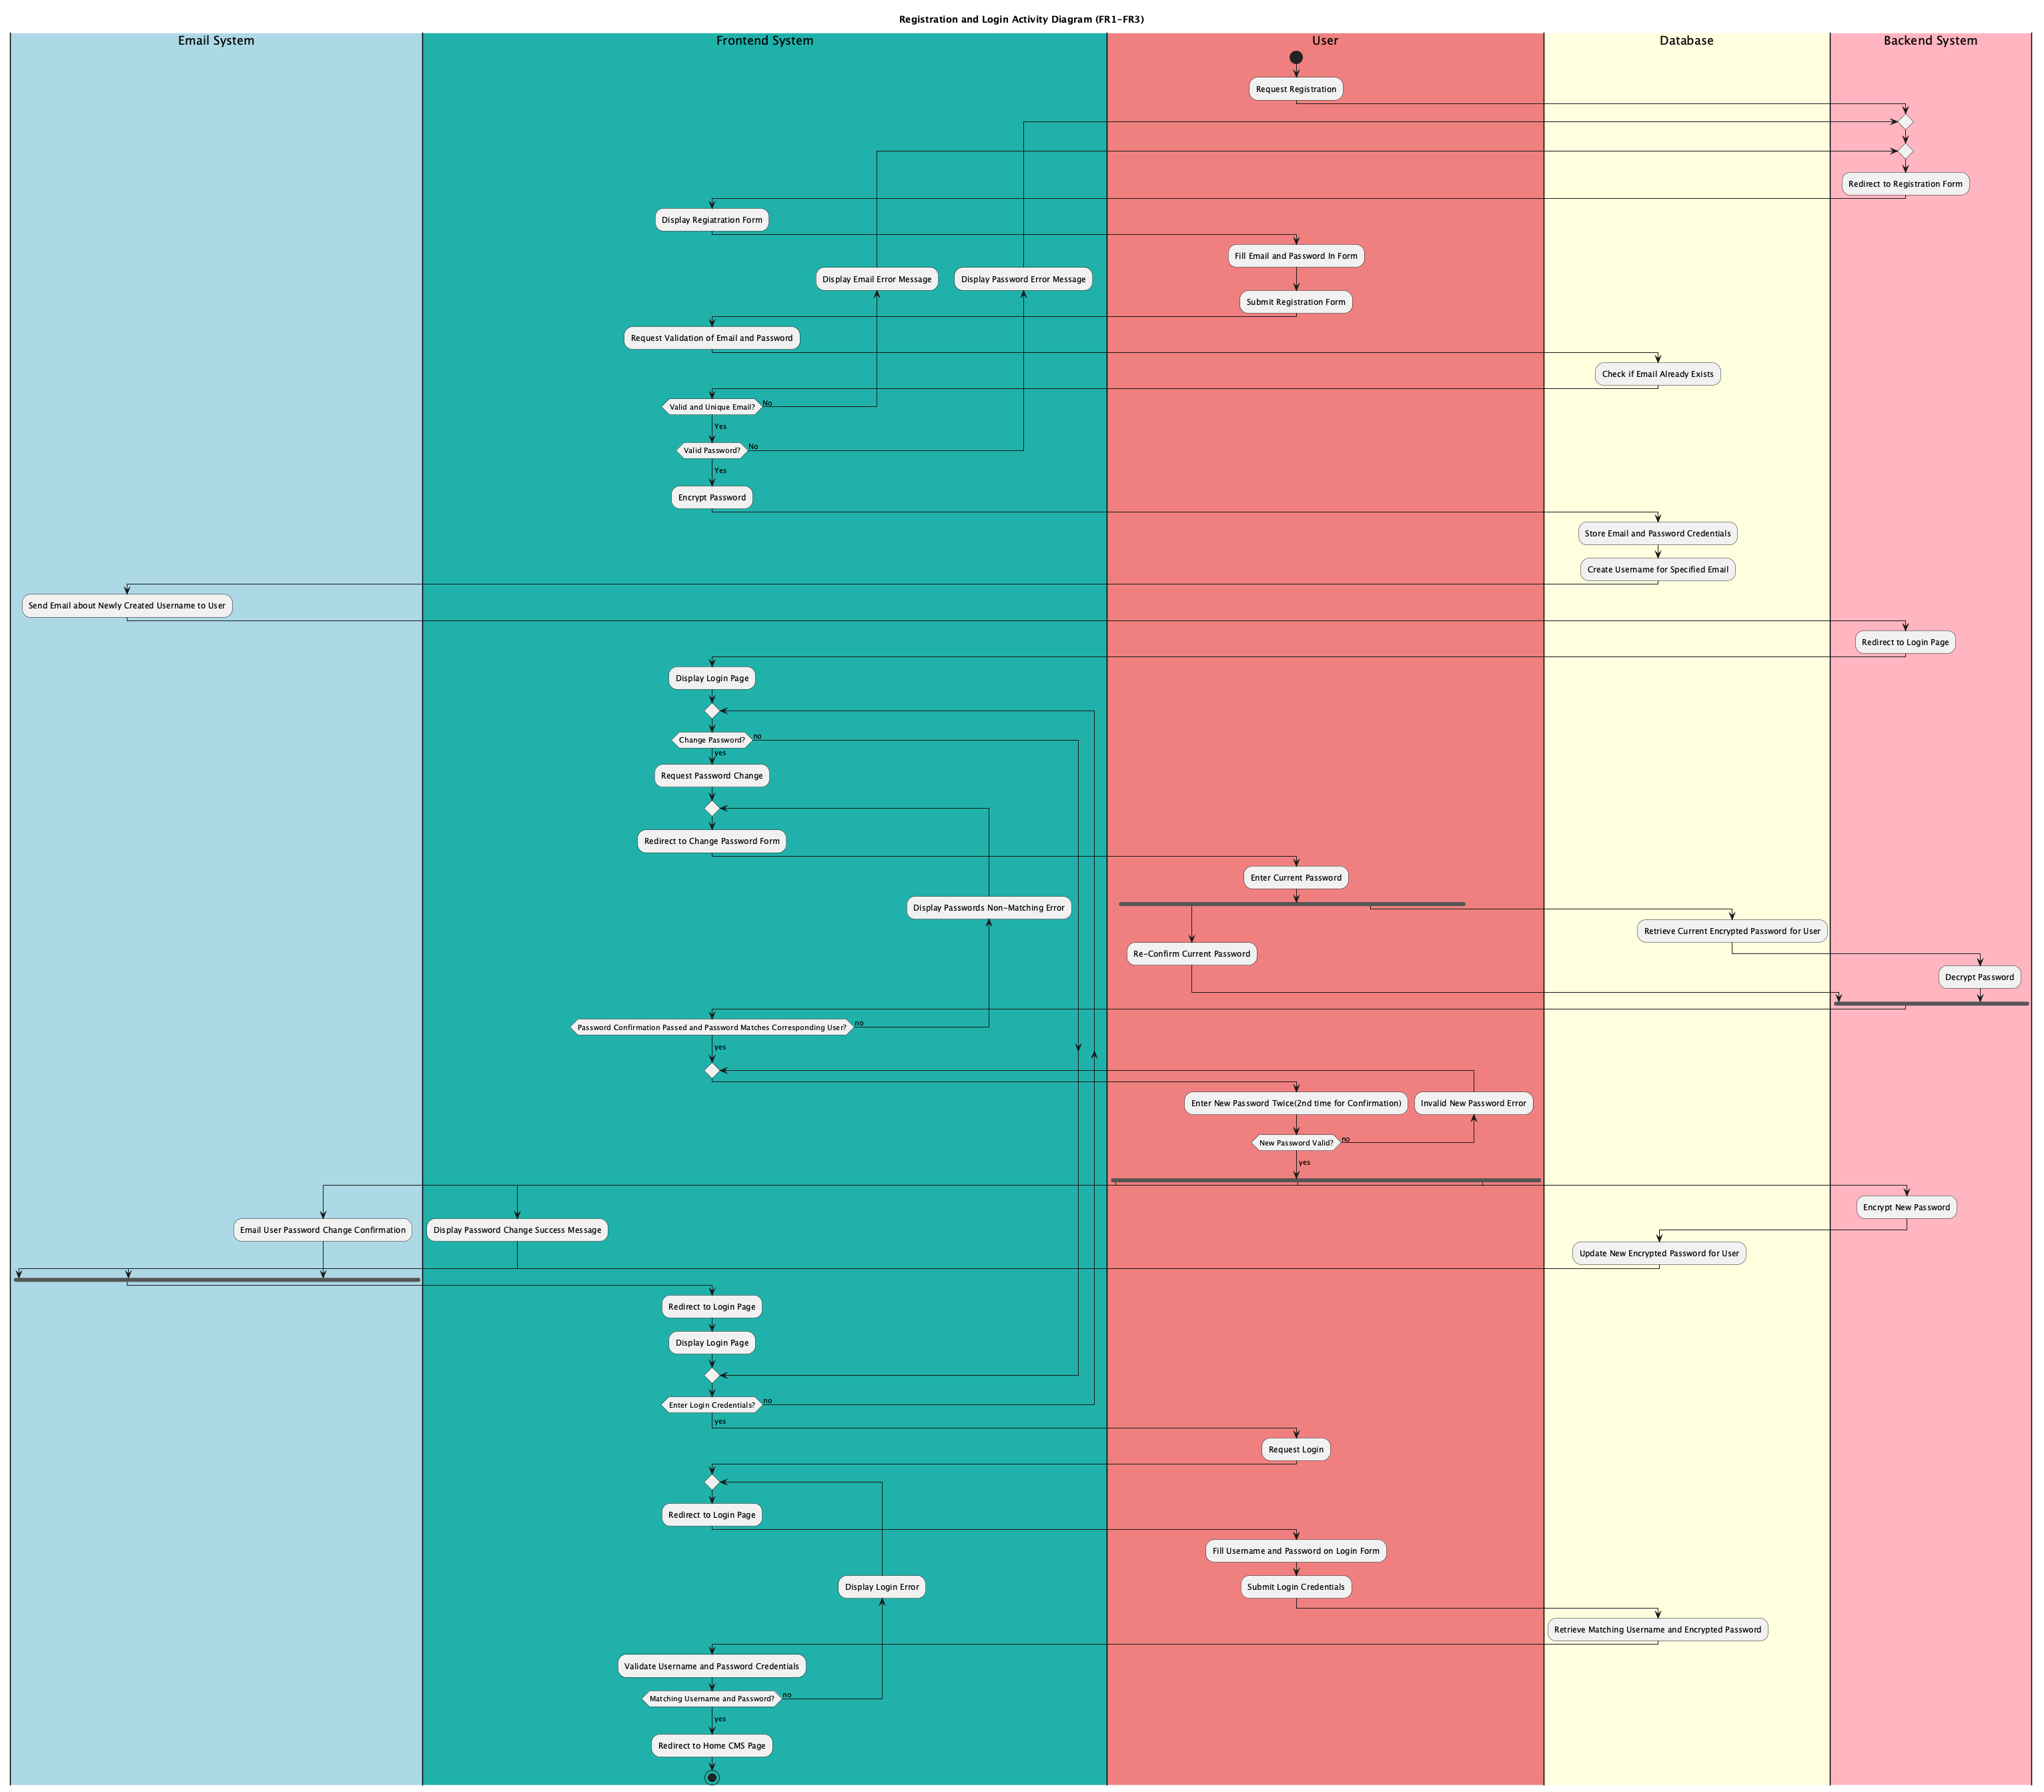 Registration and Login Activity Diagram (FR1-FR3)
Email System
Frontend System
User
Database
Backend System
Request Registration
Redirect to Registration Form
Display Regiatration Form
Fill Email and Password In Form
Display Email Error Message
Display Password Error Message
Submit Registration Form
Request Validation of Email and Password
Check if Email Already Exists
Valid and Unique Email?
No
Yes
Valid Password?
No
Yes
Encrypt Password
Store Email and Password Credentials
Create Username for Specified Email
Send Email about Newly Created Username to User
Redirect to Login Page
Display Login Page
Change Password?
no
yes
Request Password Change
Redirect to Change Password Form
Enter Current Password
Display Passwords Non-Matching Error
Retrieve Current Encrypted Password for User
Re-Confirm Current Password
Decrypt Password
Password Confirmation Passed and Password Matches Corresponding User?
no
yes
Enter New Password Twice(2nd time for Confirmation)
Invalid New Password Error
New Password Valid?
no
yes
Encrypt New Password
Email User Password Change Confirmation
Display Password Change Success Message
Update New Encrypted Password for User
Redirect to Login Page
Display Login Page
Enter Login Credentials?
no
yes
Request Login
Redirect to Login Page
Fill Username and Password on Login Form
Display Login Error
Submit Login Credentials
Retrieve Matching Username and Encrypted Password
Validate Username and Password Credentials
Matching Username and Password?
no
yes
Redirect to Home CMS Page